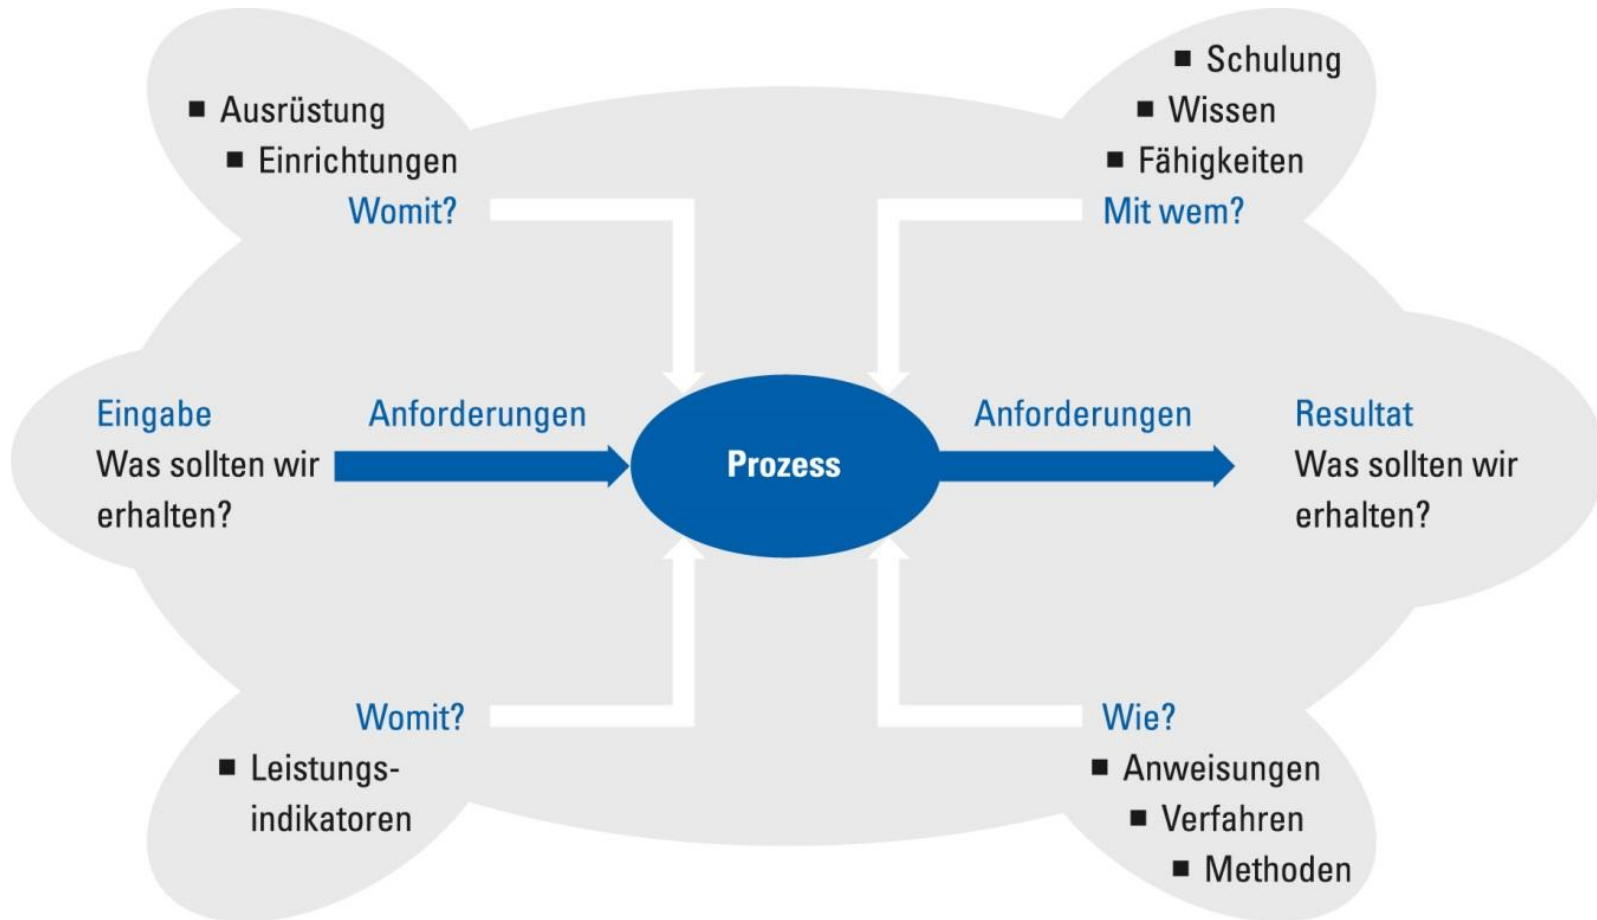 ■ Ausrüstung
■ Einrichtungen
Womit?
■ Schulung
■ Wissen
■ Fähigkeiten
Mit wem?
Eingabe
Was sollten wir
erhalten?
Anforderungen
Prozess
Anforderungen
Resultat
Was sollten wir
erhalten?
Womit?
■ Leistungs-
indikatoren
Wie?
■ Anweisungen
■ Verfahren
■ Methoden